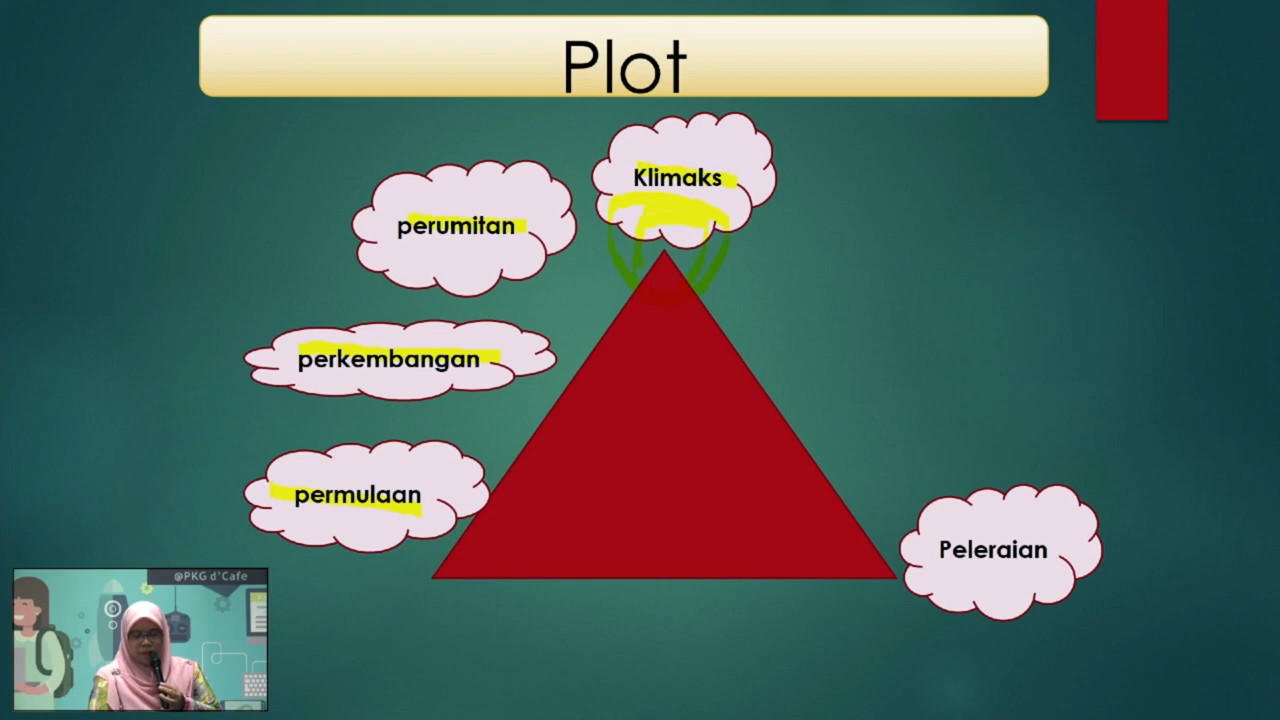 Plot
Klimaks
perumitan
perkembangan
permulaan
Peleraian
@PKG d'Cafe